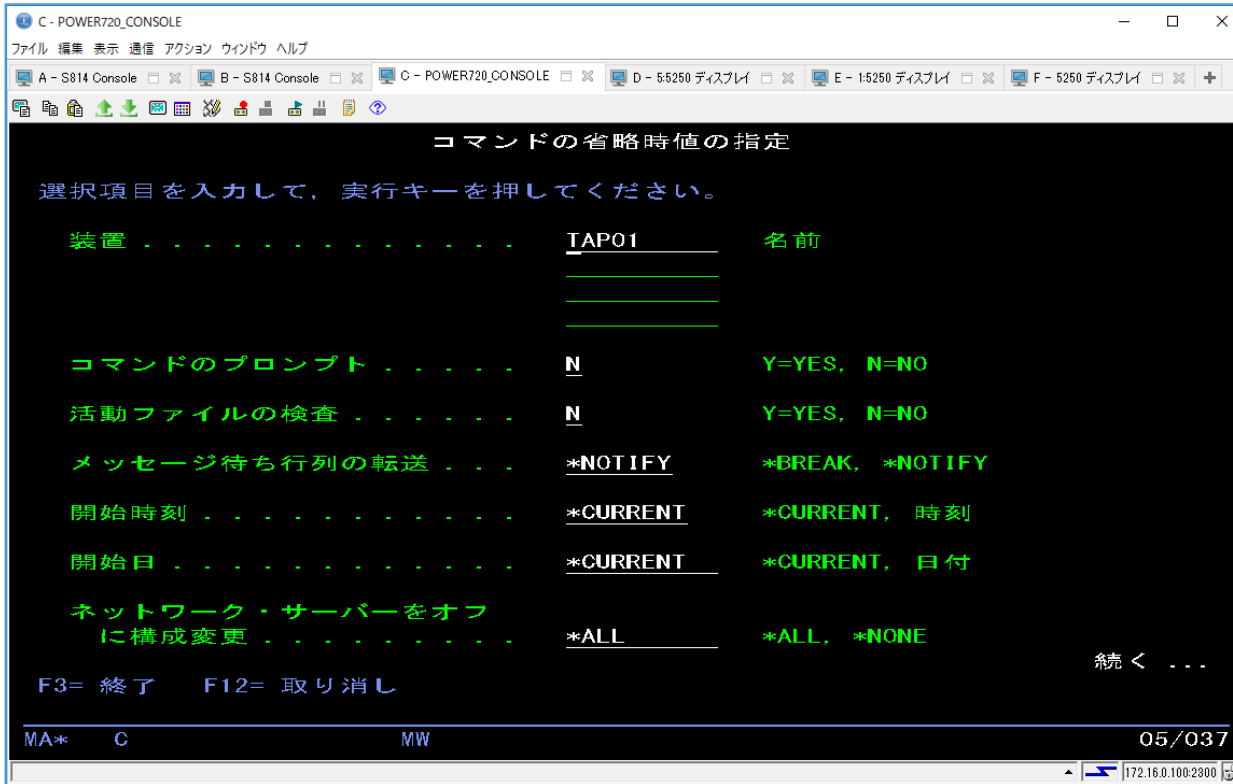 C - POWER720_CONSOLE
ファイル 編集 表示 通信 アクション ウィンドウ ヘルプ
A - S814 Console B - S814 Console C - POWER720_CONSOLE D - 5:5250 ディスプレイ E - 1:5250 ディスプレイ F - 5250 ディスプレイ
コマンドの省略時値の指定
選択項目を入力して, 実行キーを押してください。
装置 . . . . . . . . . . . . . TAP01 名前
コマンドのプロンプト . . . . . N Y=YES, N=NO
活動ファイルの検査 . . . . . . N Y=YES, N=NO
メッセージ待ち行列の転送 . . . *NOTIFY *BREAK, *NOTIFY
開始時刻 . . . . . . . . . . . *CURRENT *CURRENT, 時刻
開始日 . . . . . . . . . . . . *CURRENT *CURRENT, 日付
ネットワーク・サーバーをオフ
に構成変更 . . . . . . . . . *ALL *ALL, *NONE
続く ...
F3= 終了 F12= 取り消し
MA* C MW 05/037
172.16.0.100:2300